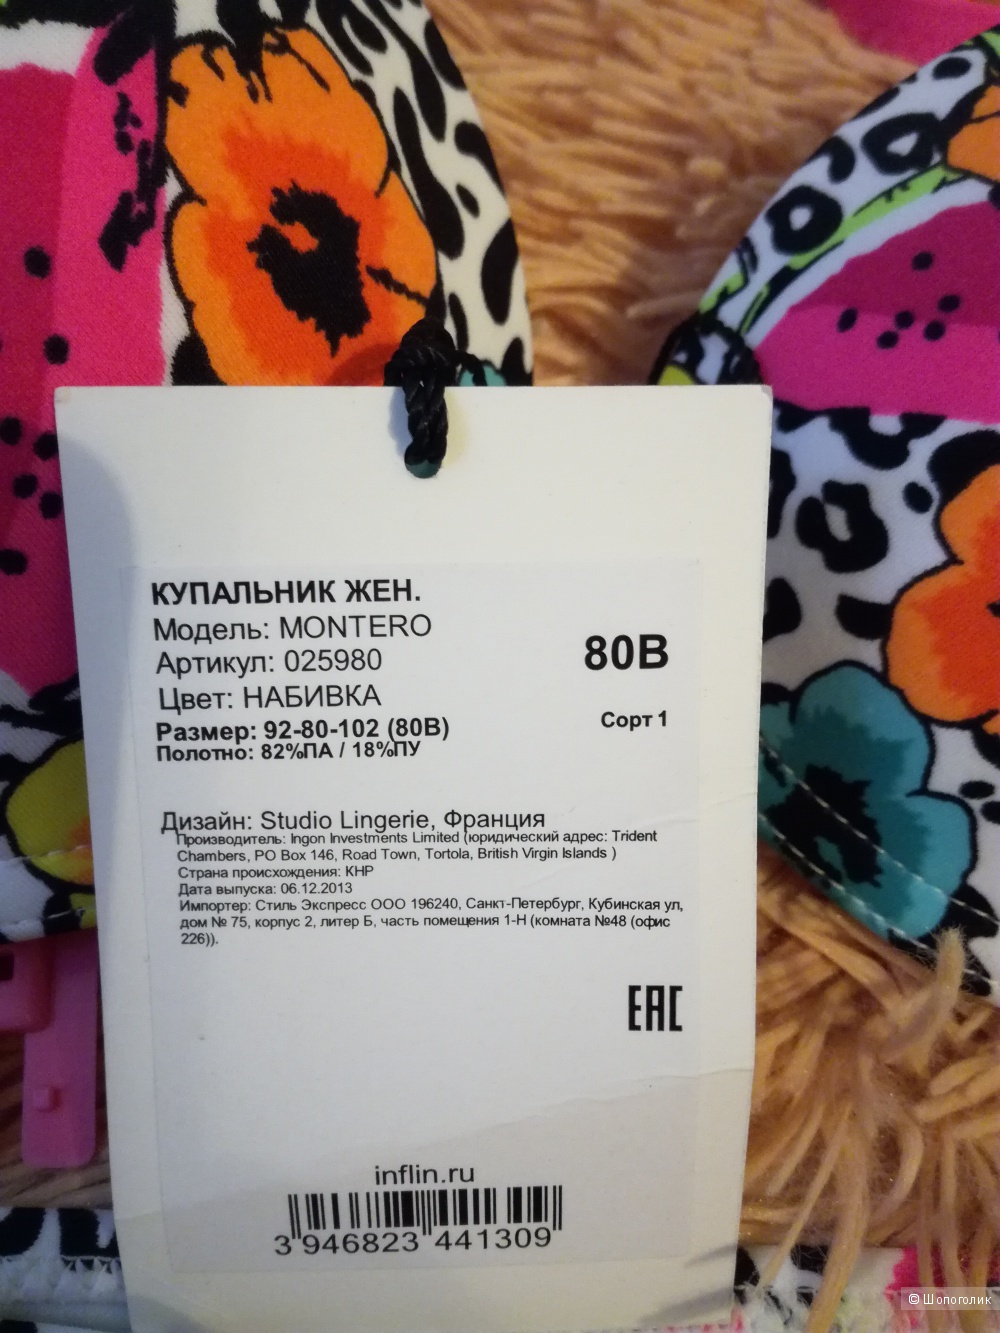 КУПАЛЬНИК ЖЕН.
Модель: MONTERO
Артикул: 025980
Цвет: НАБИВКА
Размер: 92-80-102 (80В)
Полотно: 82%ПА / 18%ПУ
80В
Сорт 1
Дизайн: Studio Lingerie, Франция
Производитель: Ingon Investments Limited (юридический адрес: Trident
Chambers, PO Box 146, Road Town, Tortola, British Virgin Islands )
Страна происхождения: КНР
Дата выпуска: 06.12.2013
Импортер: Стиль Экспресс ООО 196240, Санкт-Петербург, Кубинская ул,
дом № 75, корпус 2, литер Б, часть помещения 1-Н (комната №48 (офис
226)).
EAC
inflin.ru
3 946823 441309
© Шопоголик